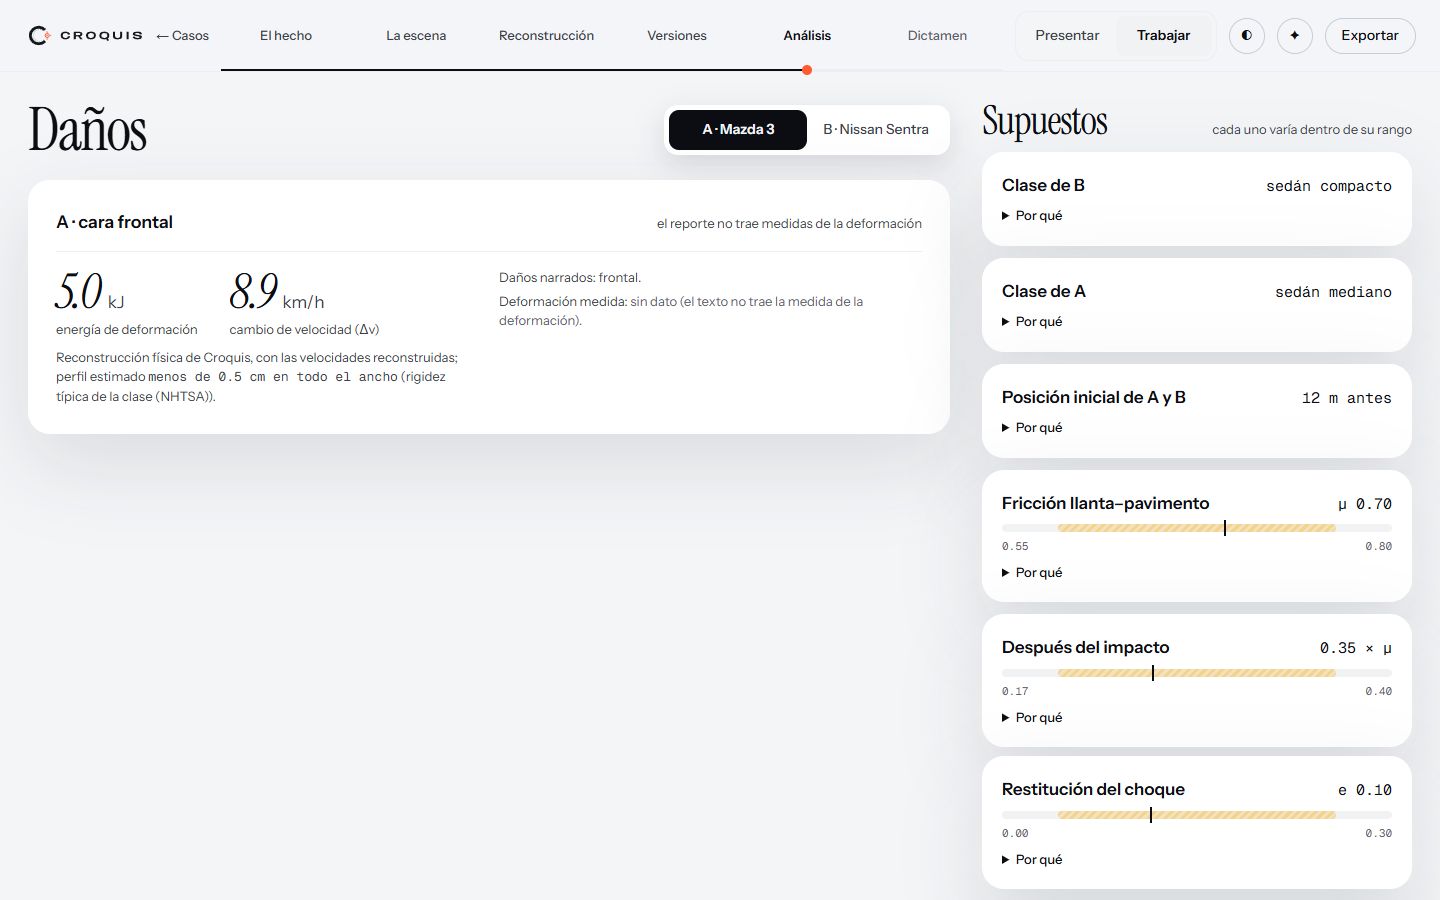 CROQUIS
← Casos
El hecho
La escena
Reconstrucción
Versiones
Análisis
Dictamen
Presentar
Trabajar
Exportar
Daños
A · Mazda 3
B · Nissan Sentra
A · cara frontal
el reporte no trae medidas de la deformación
5.0 kJ
energía de deformación
8.9 km/h
cambio de velocidad (Δv)
Reconstrucción física de Croquis, con las velocidades reconstruidas;
perfil estimado menos de 0.5 cm en todo el ancho (rigidez
típica de la clase (NHTSA)).
Daños narrados: frontal.
Deformación medida: sin dato (el texto no trae la medida de la
deformación).
Supuestos
cada uno varía dentro de su rango
Clase de B
sedán compacto
▶ Por qué
Clase de A
sedán mediano
▶ Por qué
Posición inicial de A y B
12 m antes
▶ Por qué
Fricción llanta–pavimento
μ 0.70
0.55
0.80
▶ Por qué
Después del impacto
0.35 × μ
0.17
0.40
▶ Por qué
Restitución del choque
e 0.10
0.00
0.30
▶ Por qué